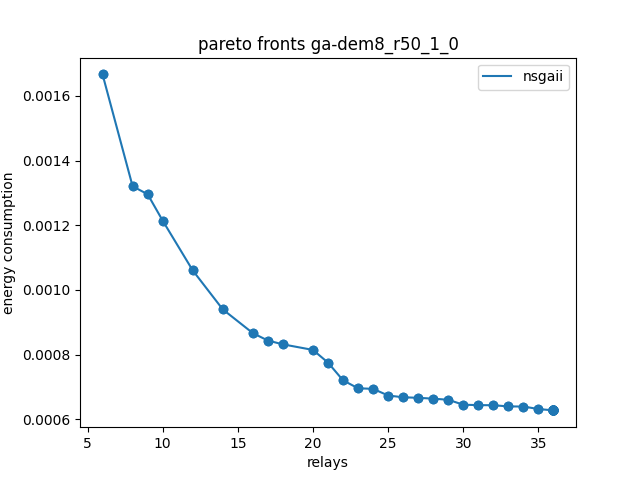 pareto fronts ga-dem8_r50_1_0
nsgaii
0.0016
0.0014
0.0012
0.0010
0.0008
0.0006
energy consumption
5 10 15 20 25 30 35
relays